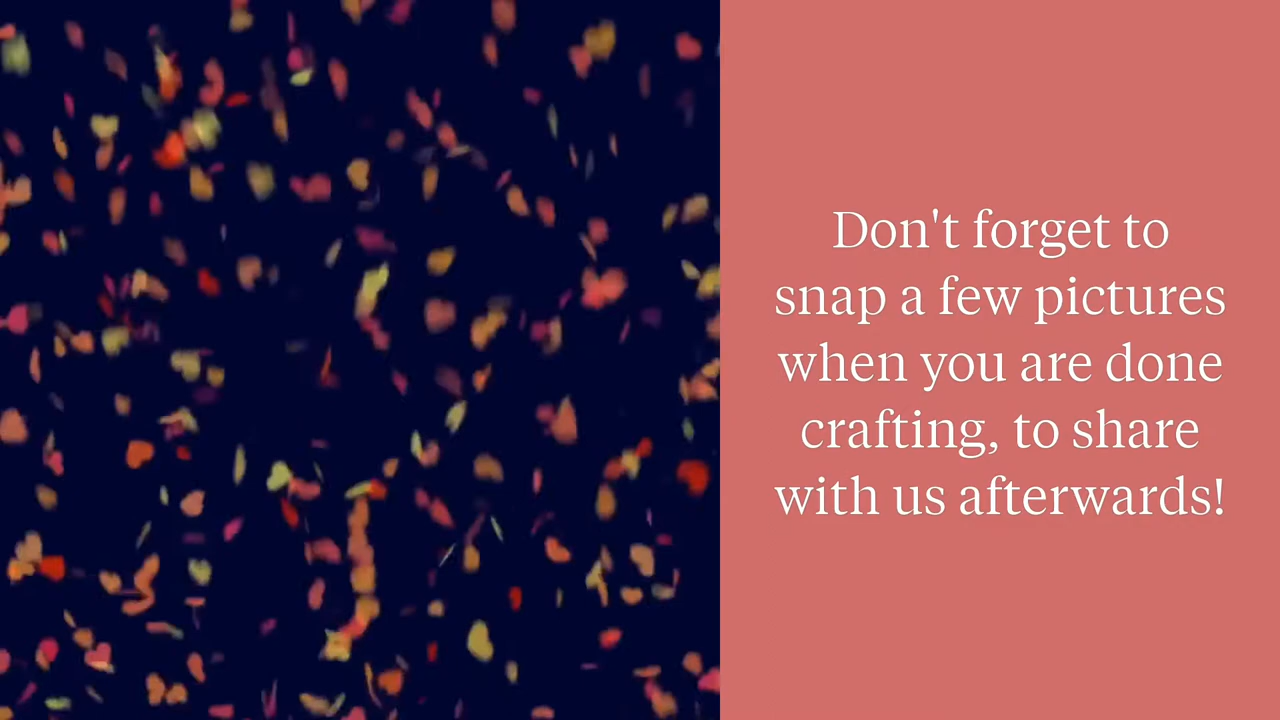 Don't forget to
snap a few pictures
when you are done
crafting, to share
with us afterwards!